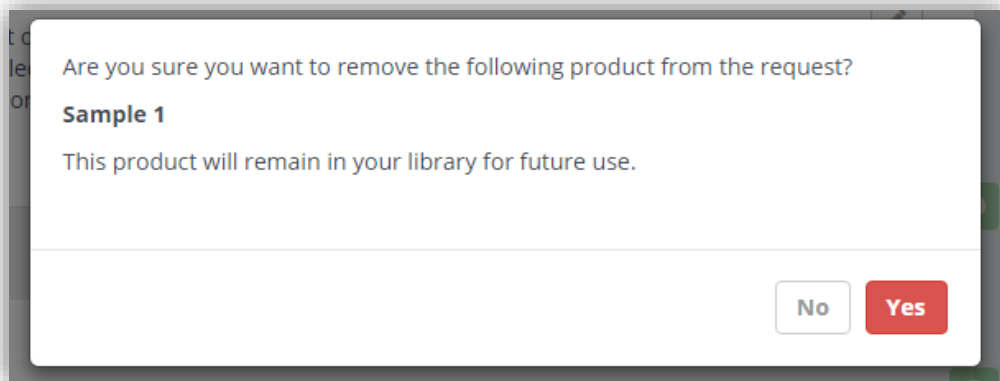 Are you sure you want to remove the following product from the request?
Sample 1
This product will remain in your library for future use.
No
Yes